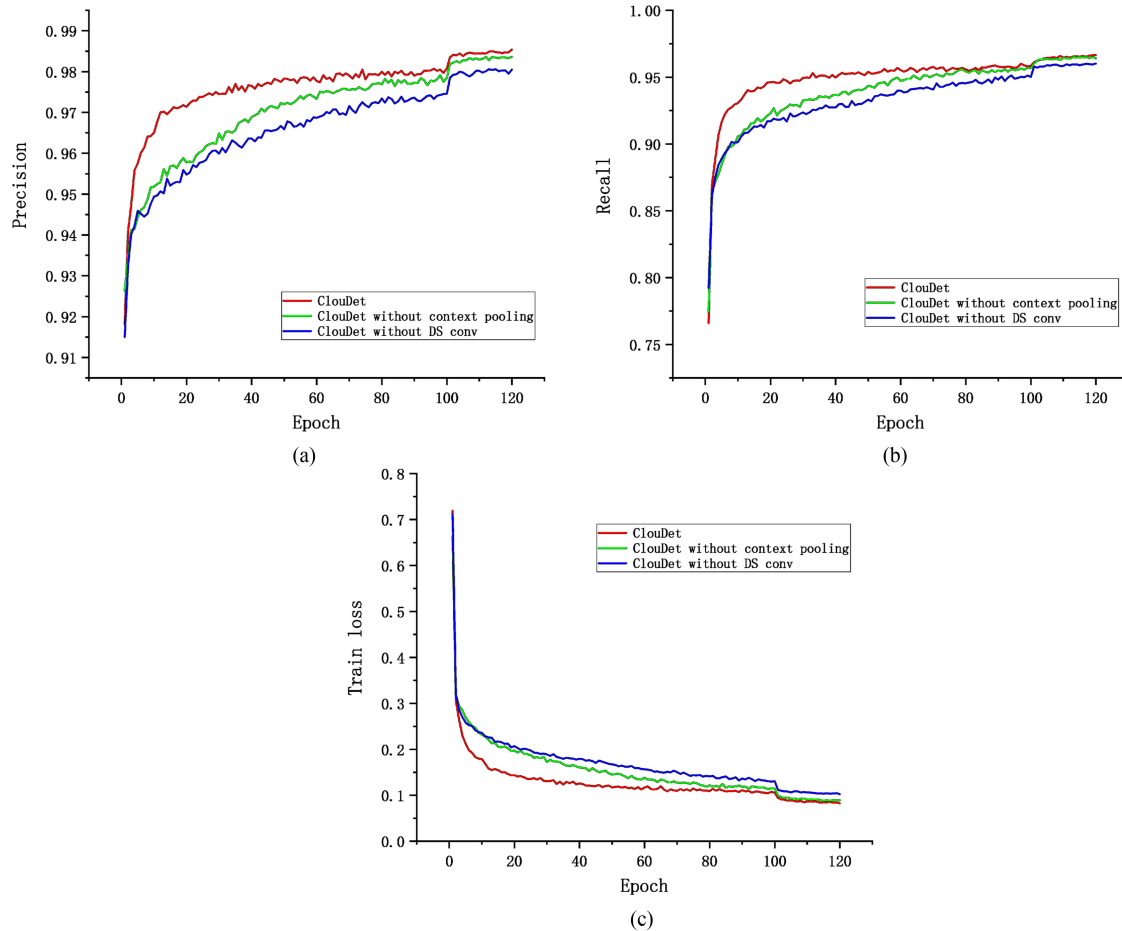 0.99
0.98
0.97
0.96
0.95
0.94
0.93
0.92
0.91
Precision
ClouDet
ClouDet without context pooling
ClouDet without DS conv
0 20 40 60 80 100 120
Epoch
(a)
1.00
0.95
0.90
0.85
0.80
0.75
Recall
ClouDet
ClouDet without context pooling
ClouDet without DS conv
0 20 40 60 80 100 120
Epoch
(b)
0.8
0.7
0.6
0.5
0.4
0.3
0.2
0.1
0.0
Train loss
ClouDet
ClouDet without context pooling
ClouDet without DS conv
0 20 40 60 80 100 120
Epoch
(c)